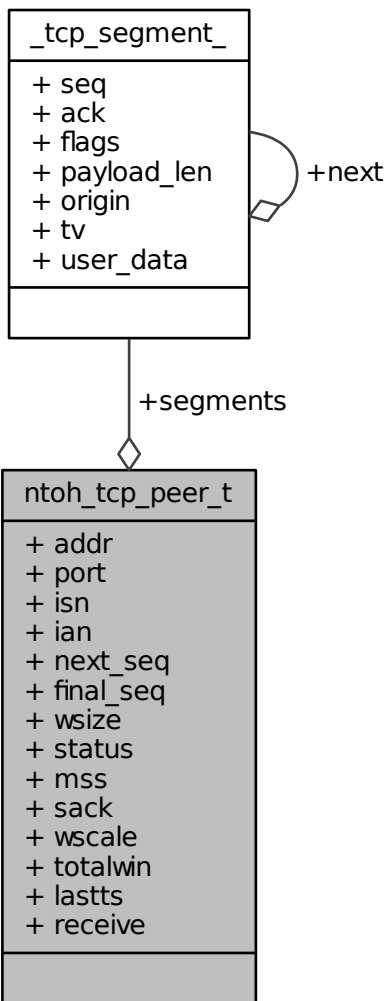 _tcp_segment_
+ seq
+ ack
+ flags
+ payload_len
+ origin
+ tv
+ user_data
+next
+segments
ntoh_tcp_peer_t
+ addr
+ port
+ isn
+ ian
+ next_seq
+ final_seq
+ wsize
+ status
+ mss
+ sack
+ wscale
+ totalwin
+ lastts
+ receive